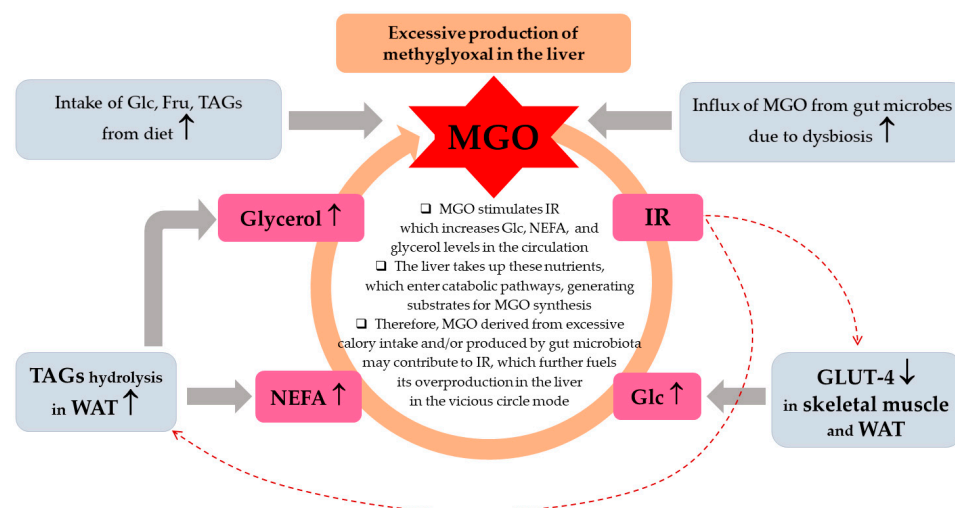 Excessive production of
methyglyoxal in the liver
Intake of Glc, Fru, TAGs
from diet ↑
MGO
Influx of MGO from gut microbes
due to dysbiosis ↑
Glycerol ↑
IR
❑ MGO stimulates IR
which increases Glc, NEFA, and
glycerol levels in the circulation
❑ The liver takes up these nutrients,
which enter catabolic pathways, generating
substrates for MGO synthesis
❑ Therefore, MGO derived from excessive
calory intake and/or produced by gut microbiota
may contribute to IR, which further fuels
its overproduction in the liver
in the vicious circle mode
TAGs hydrolysis
in WAT ↑
NEFA ↑
Glc ↑
GLUT-4 ↓
in skeletal muscle
and WAT